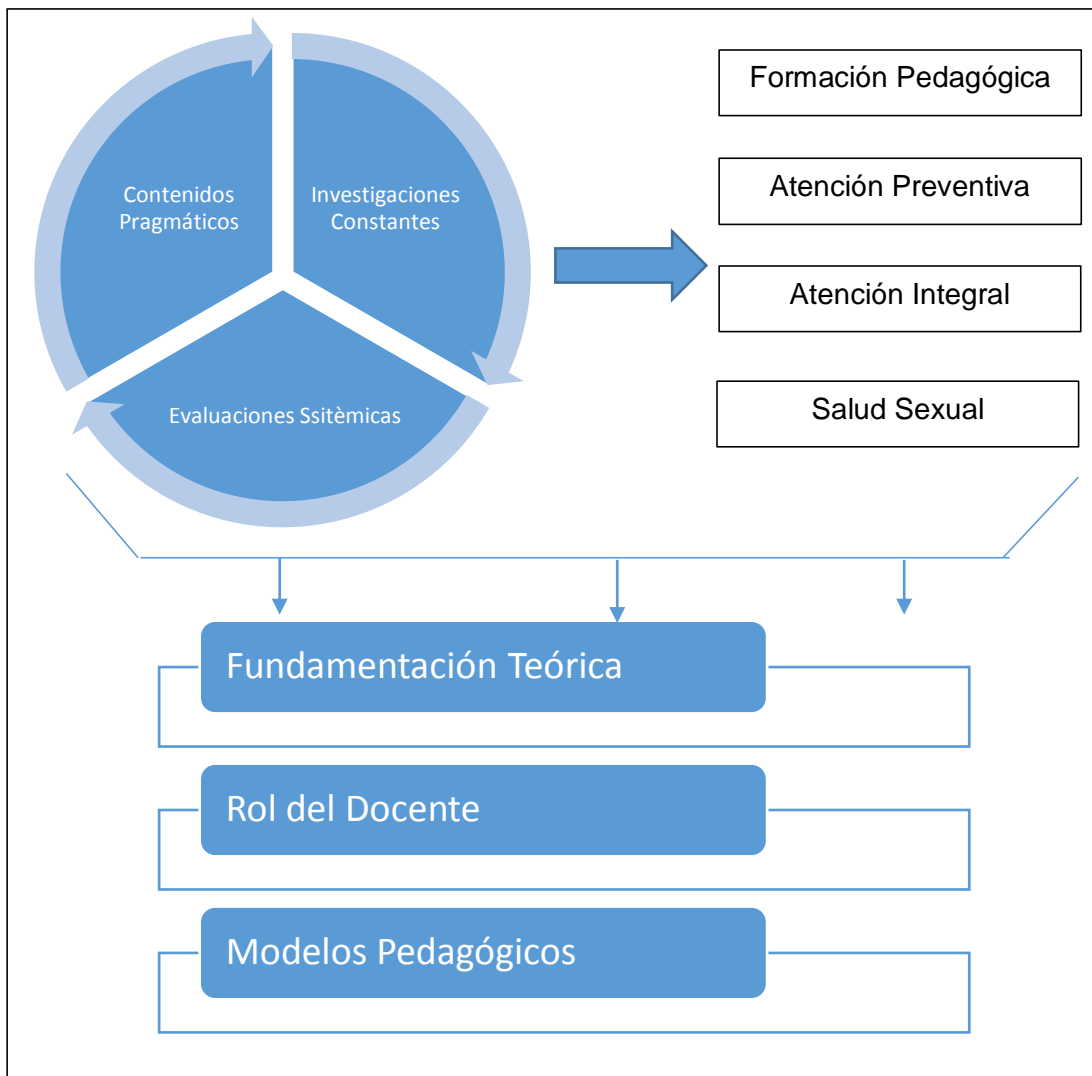 Contenidos
Pragmáticos
Investigaciones
Constantes
Evaluaciones Ssitèmicas
Formación Pedagógica
Atención Preventiva
Atención Integral
Salud Sexual
Fundamentación Teórica
Rol del Docente
Modelos Pedagógicos